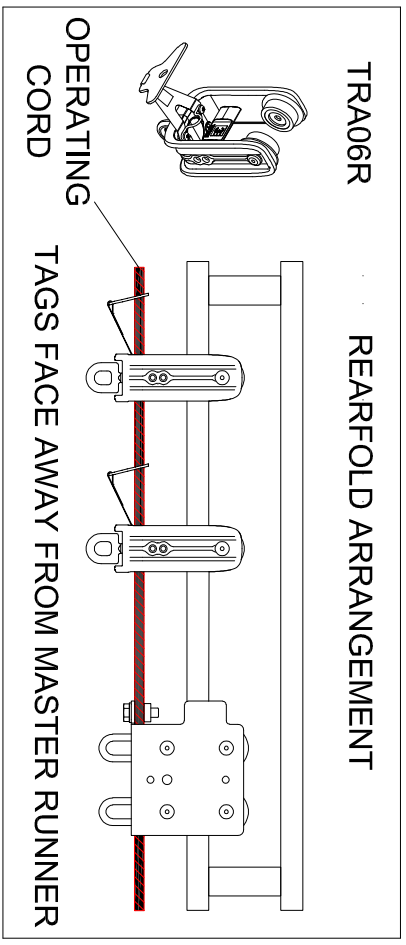 TRA06R
REARFOLD ARRANGEMENT
OPERATING
CORD
TAGS FACE AWAY FROM MASTER RUNNER